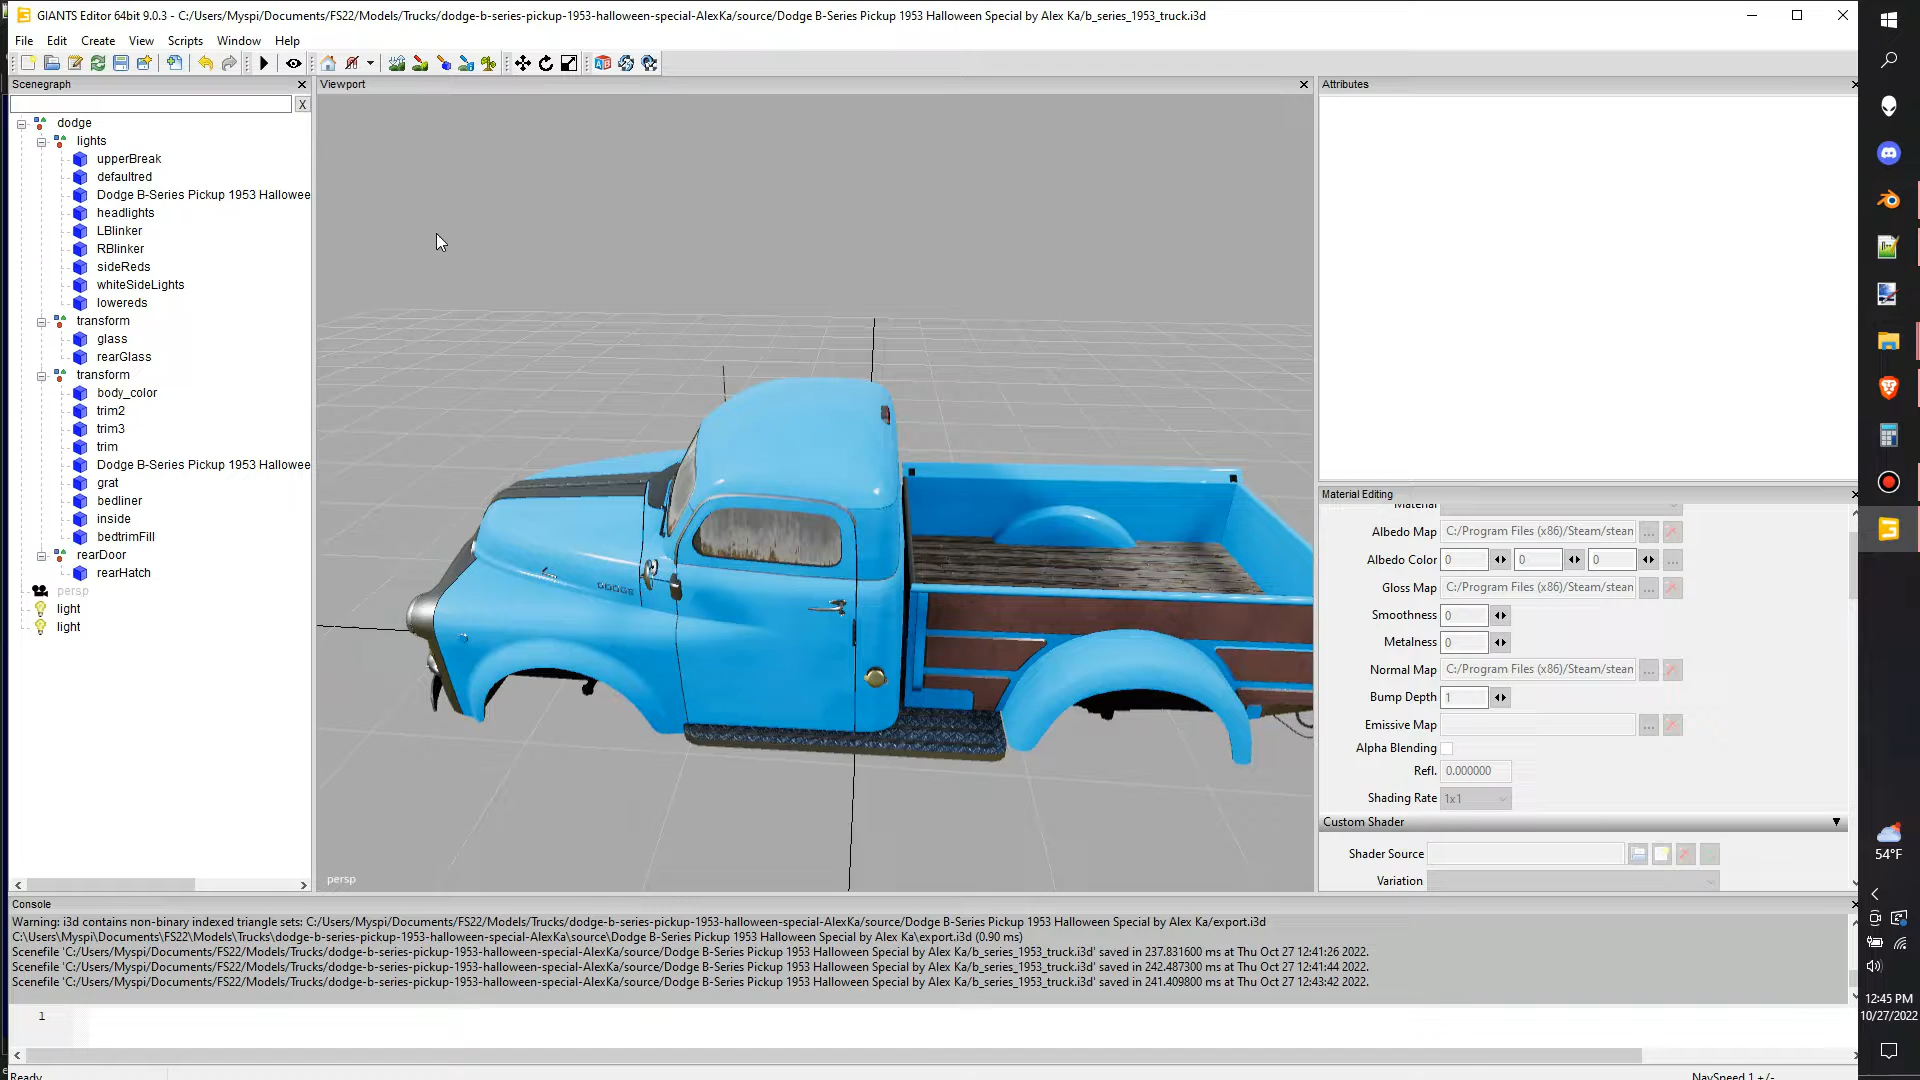 GIANTS Editor 64bit 9.0.3 - C:/Users/Myspi/Documents/FS22/Models/Trucks/dodge-b-series-pickup-1953-halloween-special-AlexKa/source/Dodge B-Series Pickup 1953 Halloween Special by Alex Ka/b_series_1953_truck.i3d
File Edit Create View Scripts Window Help
Scenegraph
Viewport
Attributes
X
dodge
lights
upperBreak
defaultred
Dodge B-Series Pickup 1953 Hallowee
headlights
LBlinker
RBlinker
sideReds
whiteSideLights
lowereds
transform
glass
rearGlass
transform
body_color
trim2
trim3
trim
Dodge B-Series Pickup 1953 Hallowee
grat
bedliner
inside
bedtrimFill
rearDoor
rearHatch
persp
light
light
DODGE
persp
Material Editing
Material
Albedo Map C:/Program Files (x86)/Steam/stean ...
Albedo Color 0 0 0 ...
Gloss Map C:/Program Files (x86)/Steam/stean ...
Smoothness 0
Metalness 0
Normal Map C:/Program Files (x86)/Steam/stean ...
Bump Depth 1
Emissive Map ...
Alpha Blending
Refl. 0.000000
Shading Rate 1x1
Custom Shader
Shader Source
Variation
Console
Warning: i3d contains non-binary indexed triangle sets: C:/Users/Myspi/Documents/FS22/Models/Trucks/dodge-b-series-pickup-1953-halloween-special-AlexKa/source/Dodge B-Series Pickup 1953 Halloween Special by Alex Ka/export.i3d
C:\Users\Myspi\Documents\FS22\Models\Trucks\dodge-b-series-pickup-1953-halloween-special-AlexKa\source\Dodge B-Series Pickup 1953 Halloween Special by Alex Ka\export.i3d (0.90 ms)
Scenefile 'C:/Users/Myspi/Documents/FS22/Models/Trucks/dodge-b-series-pickup-1953-halloween-special-AlexKa/source/Dodge B-Series Pickup 1953 Halloween Special by Alex Ka/b_series_1953_truck.i3d' saved in 237.831600 ms at Thu Oct 27 12:41:26 2022.
Scenefile 'C:/Users/Myspi/Documents/FS22/Models/Trucks/dodge-b-series-pickup-1953-halloween-special-AlexKa/source/Dodge B-Series Pickup 1953 Halloween Special by Alex Ka/b_series_1953_truck.i3d' saved in 242.487300 ms at Thu Oct 27 12:41:44 2022.
Scenefile 'C:/Users/Myspi/Documents/FS22/Models/Trucks/dodge-b-series-pickup-1953-halloween-special-AlexKa/source/Dodge B-Series Pickup 1953 Halloween Special by Alex Ka/b_series_1953_truck.i3d' saved in 241.409800 ms at Thu Oct 27 12:43:42 2022.
1
Ready
NavSpeed 1 +/-
54°F
12:45 PM
10/27/2022